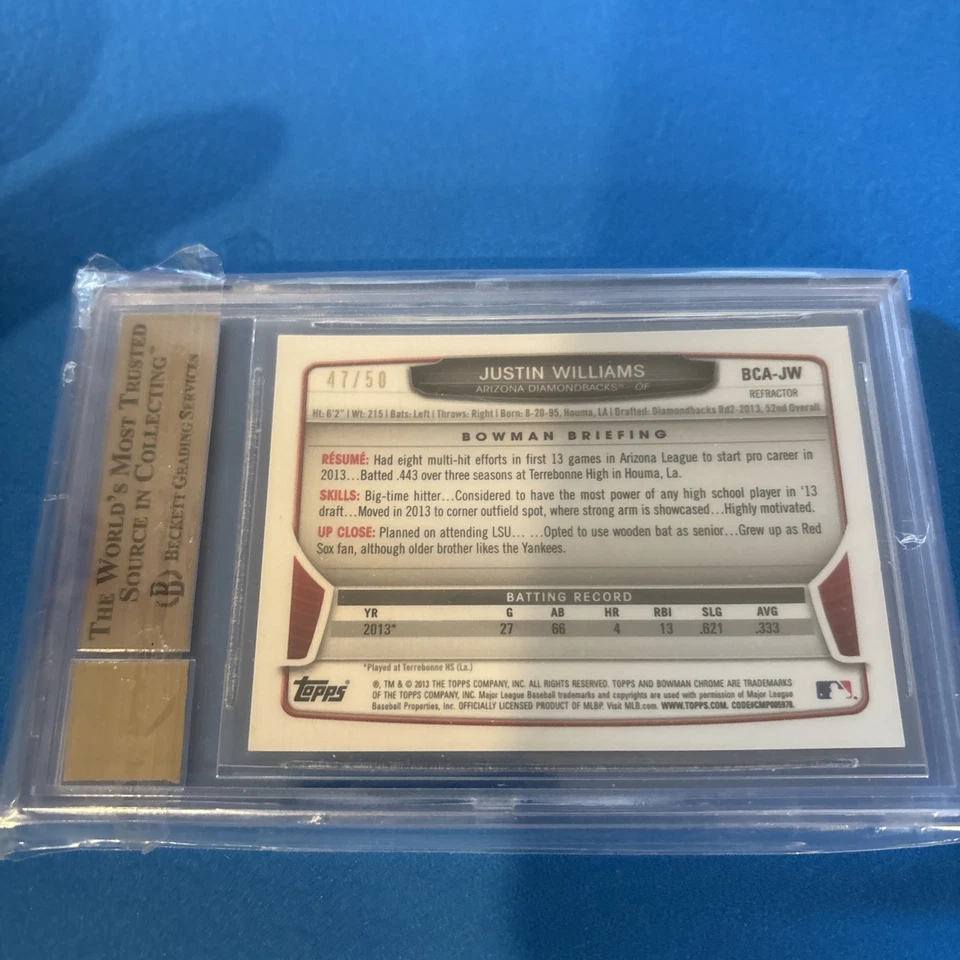 THE WORLD'S MOST TRUSTED
SOURCE IN COLLECTING™
BECKETT GRADING SERVICES
47/50
JUSTIN WILLIAMS
ARIZONA DIAMONDBACKS™ - OF
BCA-JW
REFRACTOR
Ht: 6'2" | Wt: 215 | Bats: Left | Throws: Right | Born: 8-20-95, Houma, LA | Drafted: Diamondbacks Rd2-2013, 52nd Overall
BOWMAN BRIEFING
RÉSUMÉ: Had eight multi-hit efforts in first 13 games in Arizona League to start pro career in
2013...Batted .443 over three seasons at Terrebonne High in Houma, La.
SKILLS: Big-time hitter...Considered to have the most power of any high school player in '13
draft...Moved in 2013 to corner outfield spot, where strong arm is showcased...Highly motivated.
UP CLOSE: Planned on attending LSU... ...Opted to use wooden bat as senior...Grew up as Red
Sox fan, although older brother likes the Yankees.
BATTING RECORD
YR G AB HR RBI SLG AVG
2013* 27 66 4 13 .621 .333
*Played at Terrebonne HS (La.)
Topps®
®, ™ & © 2013 THE TOPPS COMPANY, INC. ALL RIGHTS RESERVED. TOPPS AND BOWMAN CHROME ARE TRADEMARKS
OF THE TOPPS COMPANY, INC. Major League Baseball trademarks and copyrights are used with permission of Major League
Baseball Properties, Inc. OFFICIALLY LICENSED PRODUCT OF MLBP. Visit MLB.com. WWW.TOPPS.COM. CODE#CMP005978.